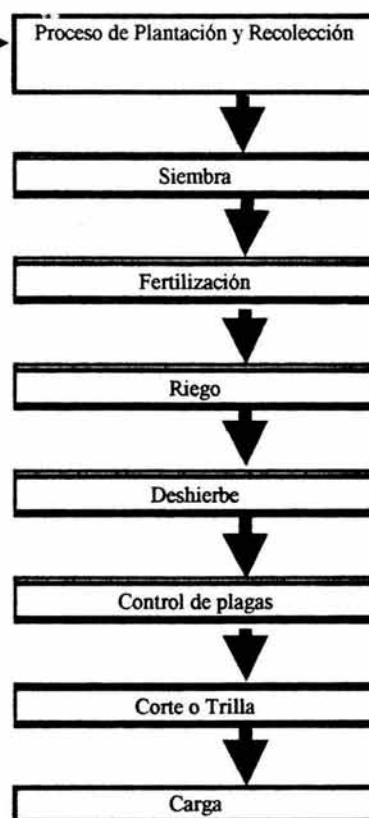 Proceso de Plantación y Recolección
Siembra
Fertilización
Riego
Deshierbe
Control de plagas
Corte o Trilla
Carga